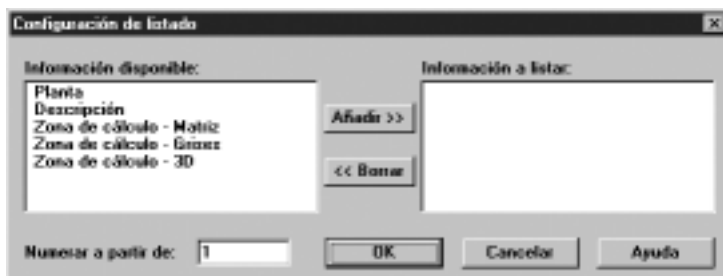 Configuración de listado
Información disponible:
Información a listar:
Planta
Descripción
Zona de cálculo - Matriz
Zona de cálculo - Grises
Zona de cálculo - 3D
Añadir >>
<< Borrar
Numerar a partir de: 1
OK Cancelar Ayuda